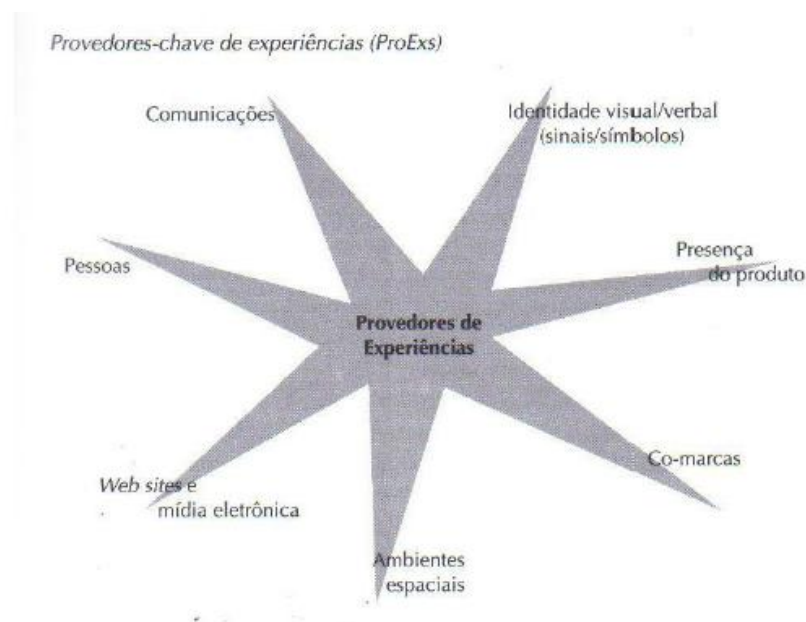 Provedores-chave de experiências (ProExs)
Comunicações
Identidade visual/verbal
(sinais/símbolos)
Pessoas
Presença
do produto
Provedores de
Experiências
Co-marcas
Web sites e
mídia eletrônica
Ambientes
espaciais